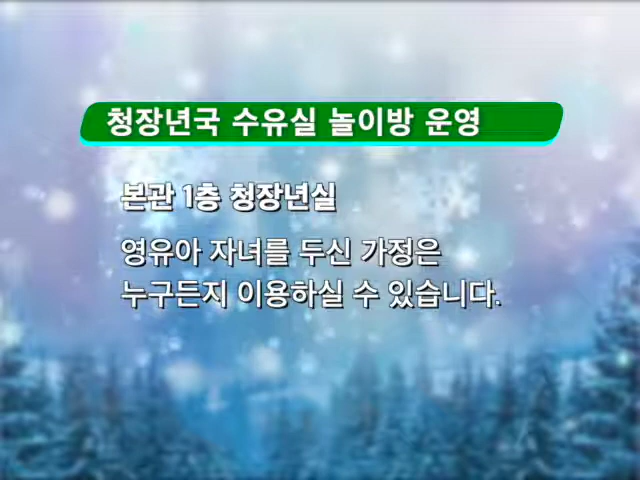 청장년국 수유실 놀이방 운영
본관 1층 청장년실
영유아 자녀를 두신 가정은
누구든지 이용하실 수 있습니다.